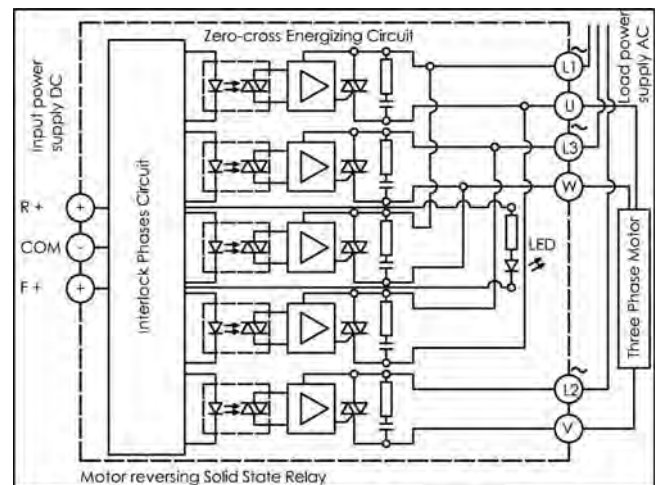 Zero-cross Energizing Circuit
Input power
supply DC
Load power
supply AC
Interlock Phases Circuit
R +
+
COM
-
F +
+
~
L1
U
~
L3
W
LED
Three Phase Motor
~
L2
V
Motor reversing Solid State Relay